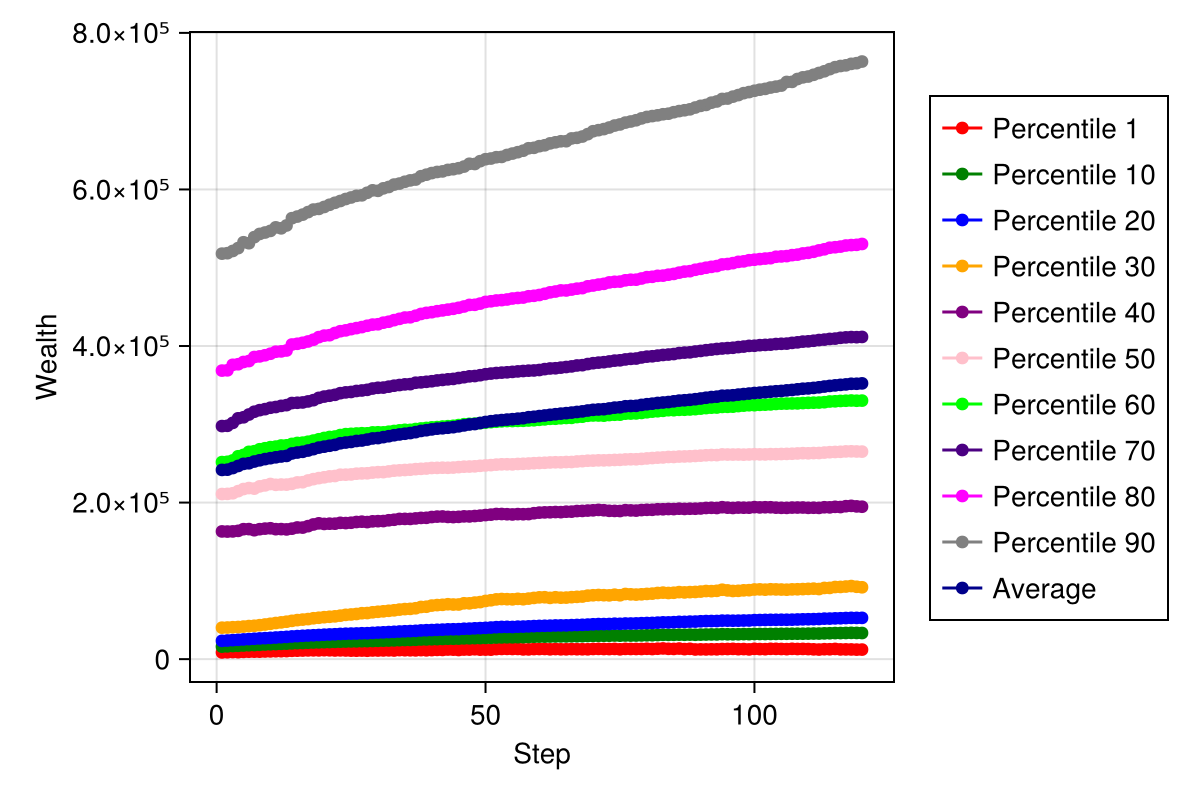 8.0×10⁵
6.0×10⁵
4.0×10⁵
2.0×10⁵
0
Wealth
0 50 100
Step
Percentile 1
Percentile 10
Percentile 20
Percentile 30
Percentile 40
Percentile 50
Percentile 60
Percentile 70
Percentile 80
Percentile 90
Average